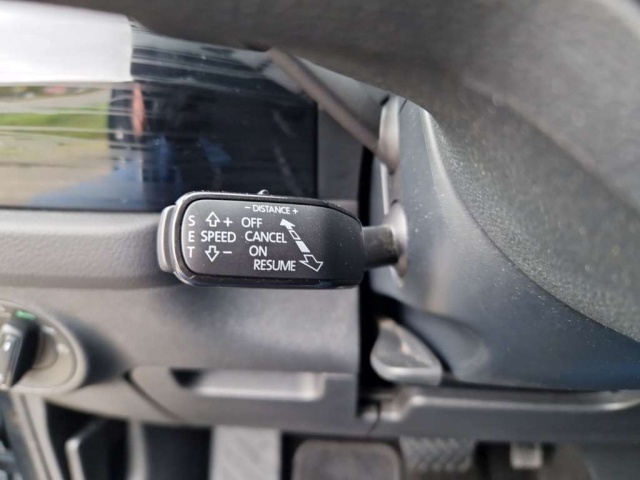 − DISTANCE +
S + OFF
E SPEED CANCEL
T − ON
RESUME